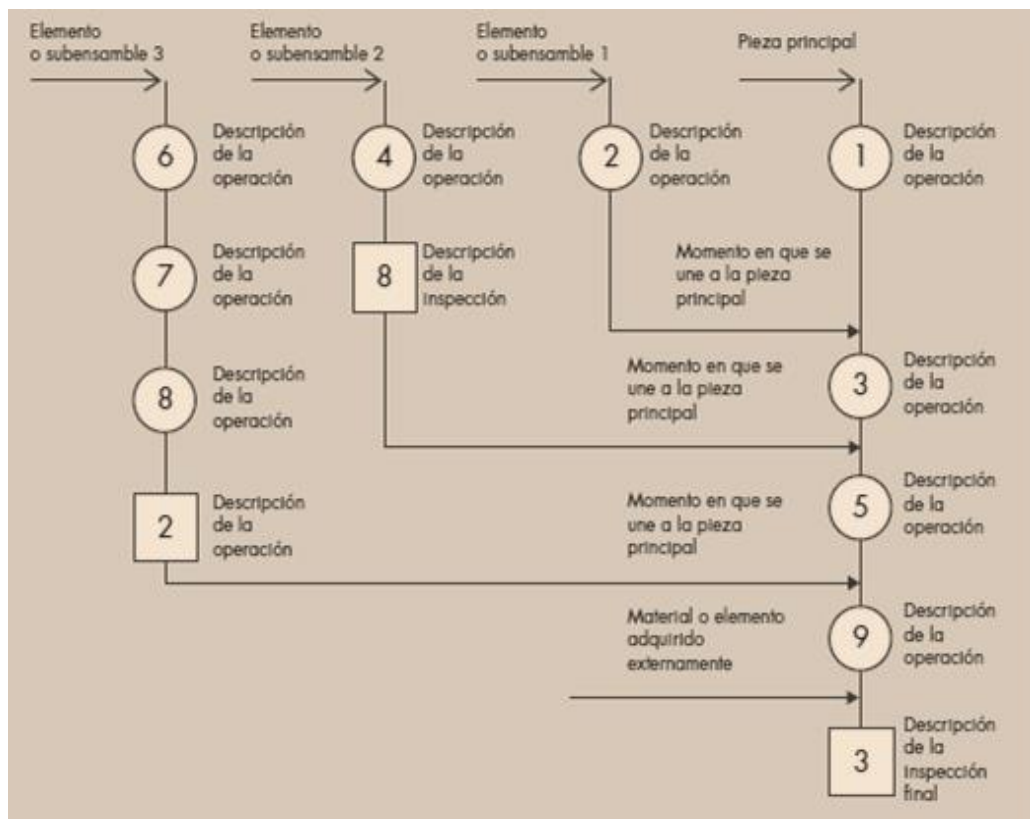 Elemento
o subensamble 3
Elemento
o subensamble 2
Elemento
o subensamble 1
Pieza principal
6
Descripción
de la
operación
4
Descripción
de la
operación
2
Descripción
de la
operación
1
Descripción
de la
operación
7
Descripción
de la
operación
8
Descripción
de la
inspección
Momento en que se
une a la pieza
principal
8
Descripción
de la
operación
Momento en que se
une a la pieza
principal
3
Descripción
de la
operación
2
Descripción
de la
operación
Momento en que se
une a la pieza
principal
5
Descripción
de la
operación
Material o elemento
adquirido
externamente
9
Descripción
de la
operación
3
Descripción
de la
inspección
final